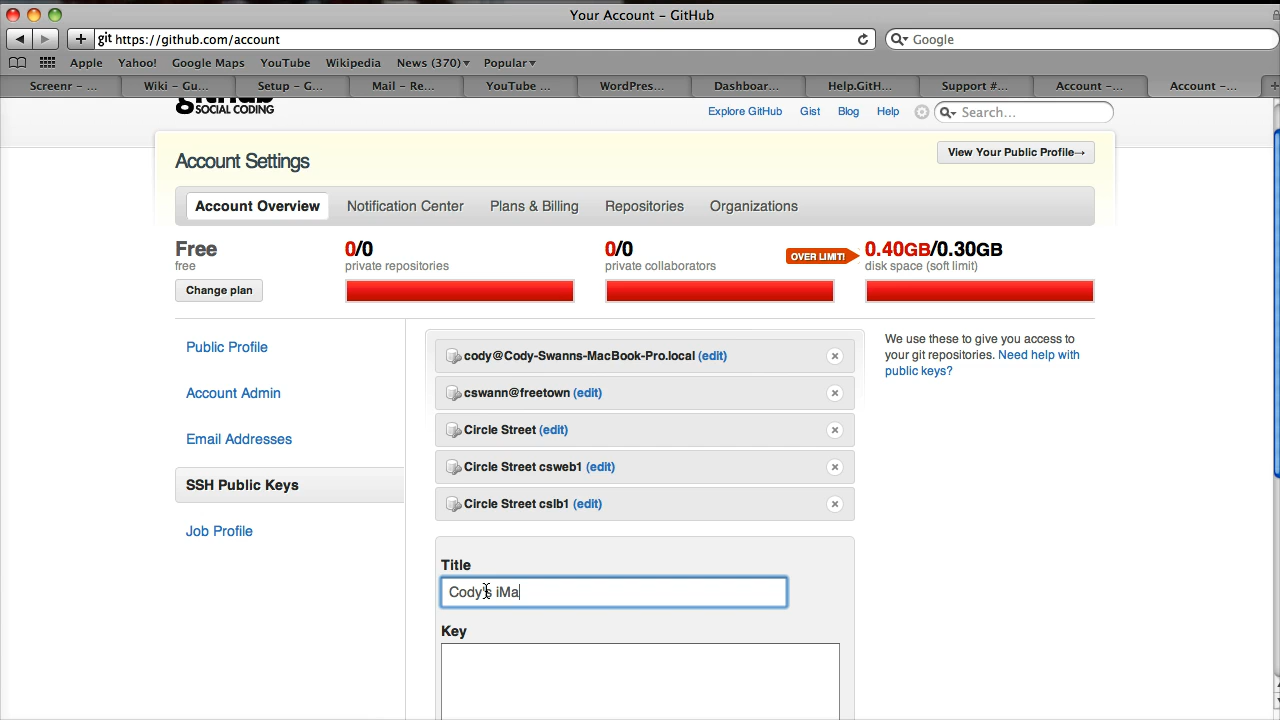 Your Account – GitHub
git https://github.com/account
Google
Apple Yahoo! Google Maps YouTube Wikipedia News (370)▾ Popular▾
Screenr – ... Wiki – Gu... Setup – G... Mail – Re... YouTube ... WordPres... Dashboar... Help.GitH... Support #... Account –... Account –...
SOCIAL CODING
Explore GitHub Gist Blog Help Search...
Account Settings
View Your Public Profile→
Account Overview Notification Center Plans & Billing Repositories Organizations
Free 0/0 0/0 OVER LIMIT! 0.40GB/0.30GB
free private repositories private collaborators disk space (soft limit)
Change plan
Public Profile
Account Admin
Email Addresses
SSH Public Keys
Job Profile
cody@Cody-Swanns-MacBook-Pro.local (edit)
cswann@freetown (edit)
Circle Street (edit)
Circle Street csweb1 (edit)
Circle Street cslb1 (edit)
We use these to give you access to
your git repositories. Need help with
public keys?
Title
Cody's iMa
Key